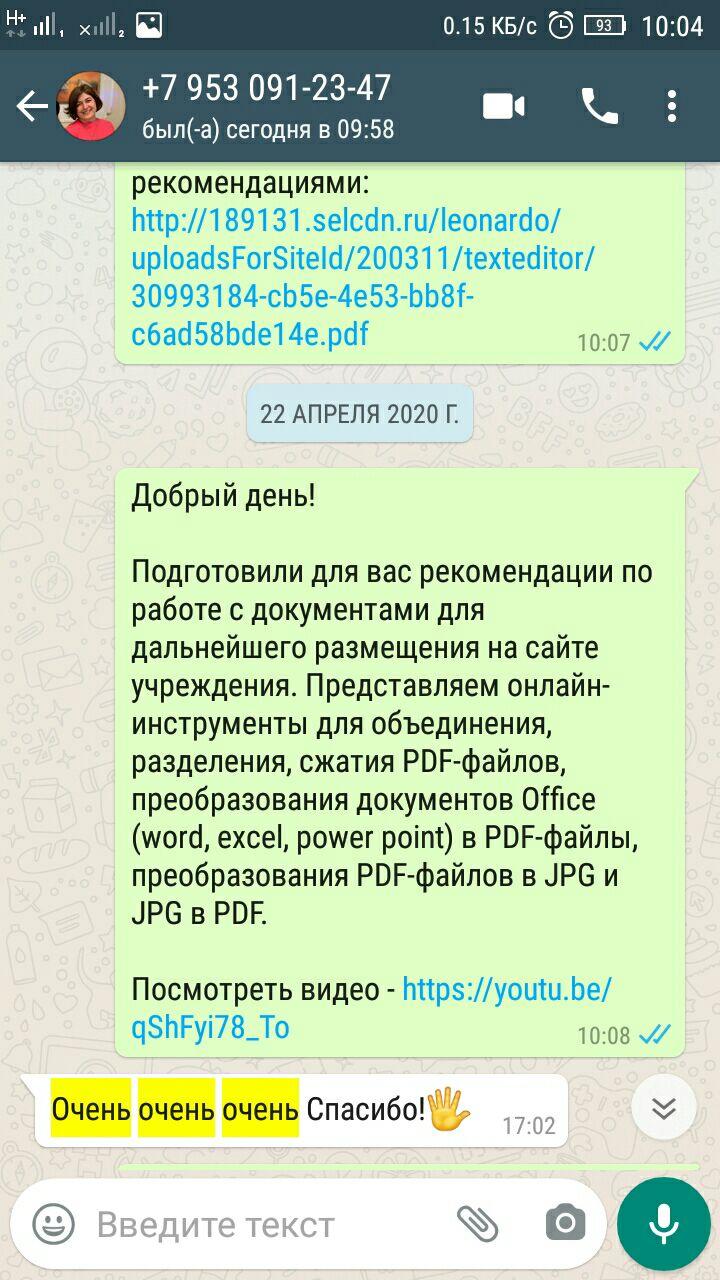 H+ 1 x 2 0.15 КБ/с 93 10:04
+7 953 091-23-47
был(-а) сегодня в 09:58
рекомендациями:
http://189131.selcdn.ru/leonardo/
uploadsForSiteId/200311/texteditor/
30993184-cb5e-4e53-bb8f-
c6ad58bde14e.pdf
10:07
22 АПРЕЛЯ 2020 Г.
Добрый день!
Подготовили для вас рекомендации по
работе с документами для
дальнейшего размещения на сайте
учреждения. Представляем онлайн-
инструменты для объединения,
разделения, сжатия PDF-файлов,
преобразования документов Office
(word, excel, power point) в PDF-файлы,
преобразования PDF-файлов в JPG и
JPG в PDF.
Посмотреть видео - https://youtu.be/
qShFyi78_To
10:08
Очень очень очень Спасибо!🖐 17:02
Введите текст